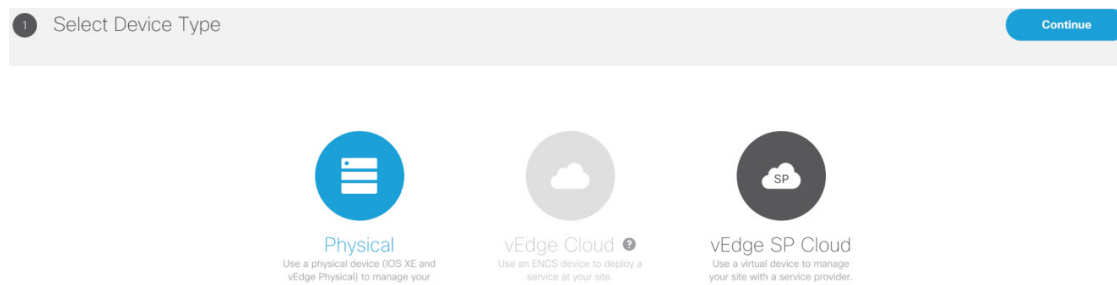 1 Select Device Type
Continue
SP
Physical
Use a physical device (IOS XE and
vEdge Physical) to manage your
vEdge Cloud ?
Use an ENCS device to deploy a
service at your site.
vEdge SP Cloud
Use a virtual device to manage
your site with a service provider.